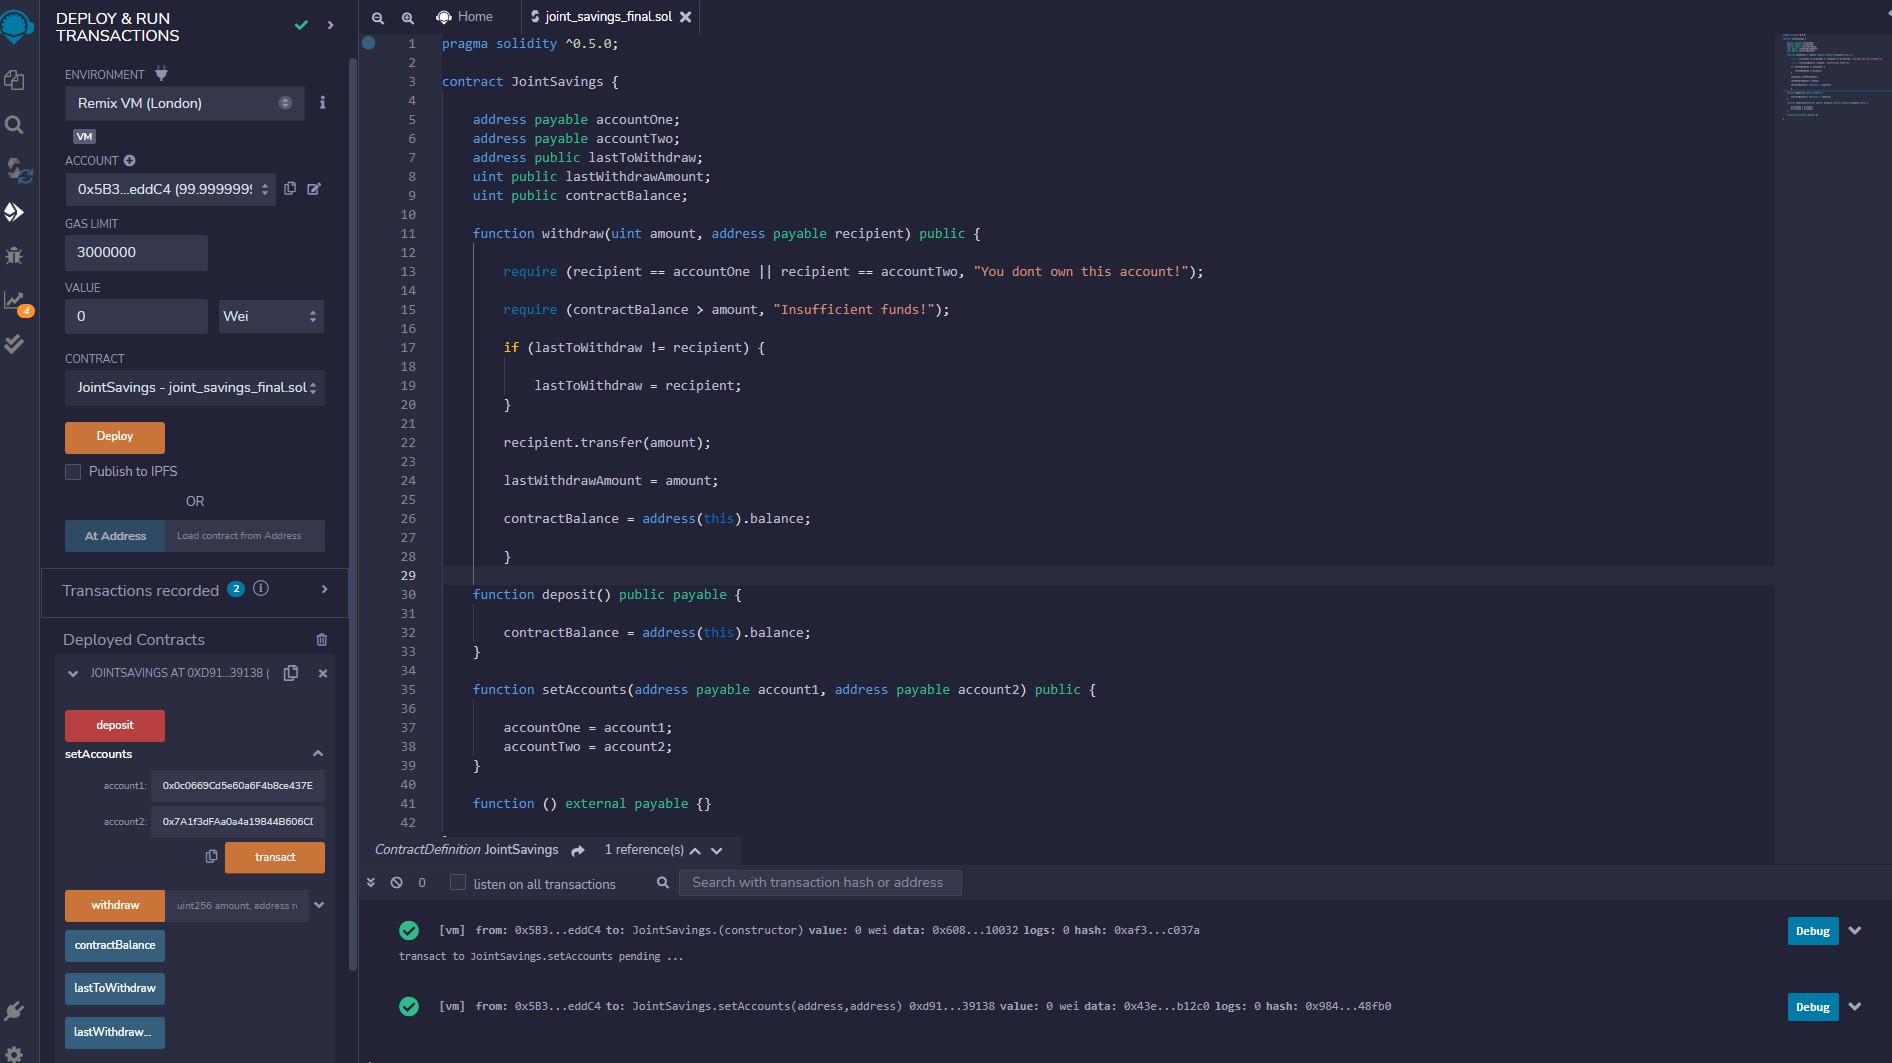 DEPLOY & RUN
TRANSACTIONS
ENVIRONMENT
Remix VM (London)
VM
ACCOUNT
0x5B3...eddC4 (99.9999999
GAS LIMIT
3000000
VALUE
0
Wei
CONTRACT
JointSavings - joint_savings_final.sol
Deploy
Publish to IPFS
OR
At Address
Load contract from Address
Transactions recorded 2
Deployed Contracts
JOINTSAVINGS AT 0XD91...39138 (
deposit
setAccounts
account1: 0x0c0669Cd5e60a6F4b8ce437E
account2: 0x7A1f3dFAa0a4a19844B606CD
transact
withdraw
uint256 amount, address r
contractBalance
lastToWithdraw
lastWithdraw...
4
Home
joint_savings_final.sol
1 pragma solidity ^0.5.0;
2
3 contract JointSavings {
4
5 address payable accountOne;
6 address payable accountTwo;
7 address public lastToWithdraw;
8 uint public lastWithdrawAmount;
9 uint public contractBalance;
10
11 function withdraw(uint amount, address payable recipient) public {
12
13 require (recipient == accountOne || recipient == accountTwo, "You dont own this account!");
14
15 require (contractBalance > amount, "Insufficient funds!");
16
17 if (lastToWithdraw != recipient) {
18
19 lastToWithdraw = recipient;
20 }
21
22 recipient.transfer(amount);
23
24 lastWithdrawAmount = amount;
25
26 contractBalance = address(this).balance;
27
28 }
29
30 function deposit() public payable {
31
32 contractBalance = address(this).balance;
33 }
34
35 function setAccounts(address payable account1, address payable account2) public {
36
37 accountOne = account1;
38 accountTwo = account2;
39 }
40
41 function () external payable {}
42
ContractDefinition JointSavings 1 reference(s)
0 listen on all transactions
Search with transaction hash or address
[vm] from: 0x5B3...eddC4 to: JointSavings.(constructor) value: 0 wei data: 0x608...10032 logs: 0 hash: 0xaf3...c037a
Debug
transact to JointSavings.setAccounts pending ...
[vm] from: 0x5B3...eddC4 to: JointSavings.setAccounts(address,address) 0xd91...39138 value: 0 wei data: 0x43e...b12c0 logs: 0 hash: 0x984...48fb0
Debug